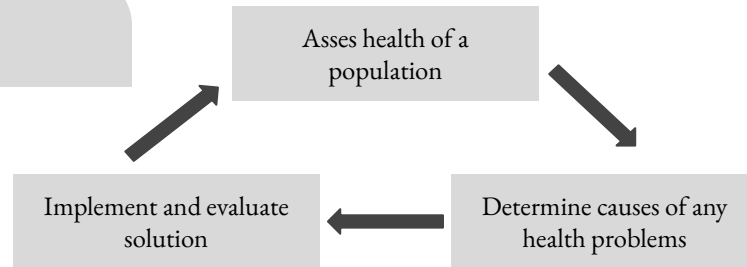 Asses health of a
population
Implement and evaluate
solution
Determine causes of any
health problems